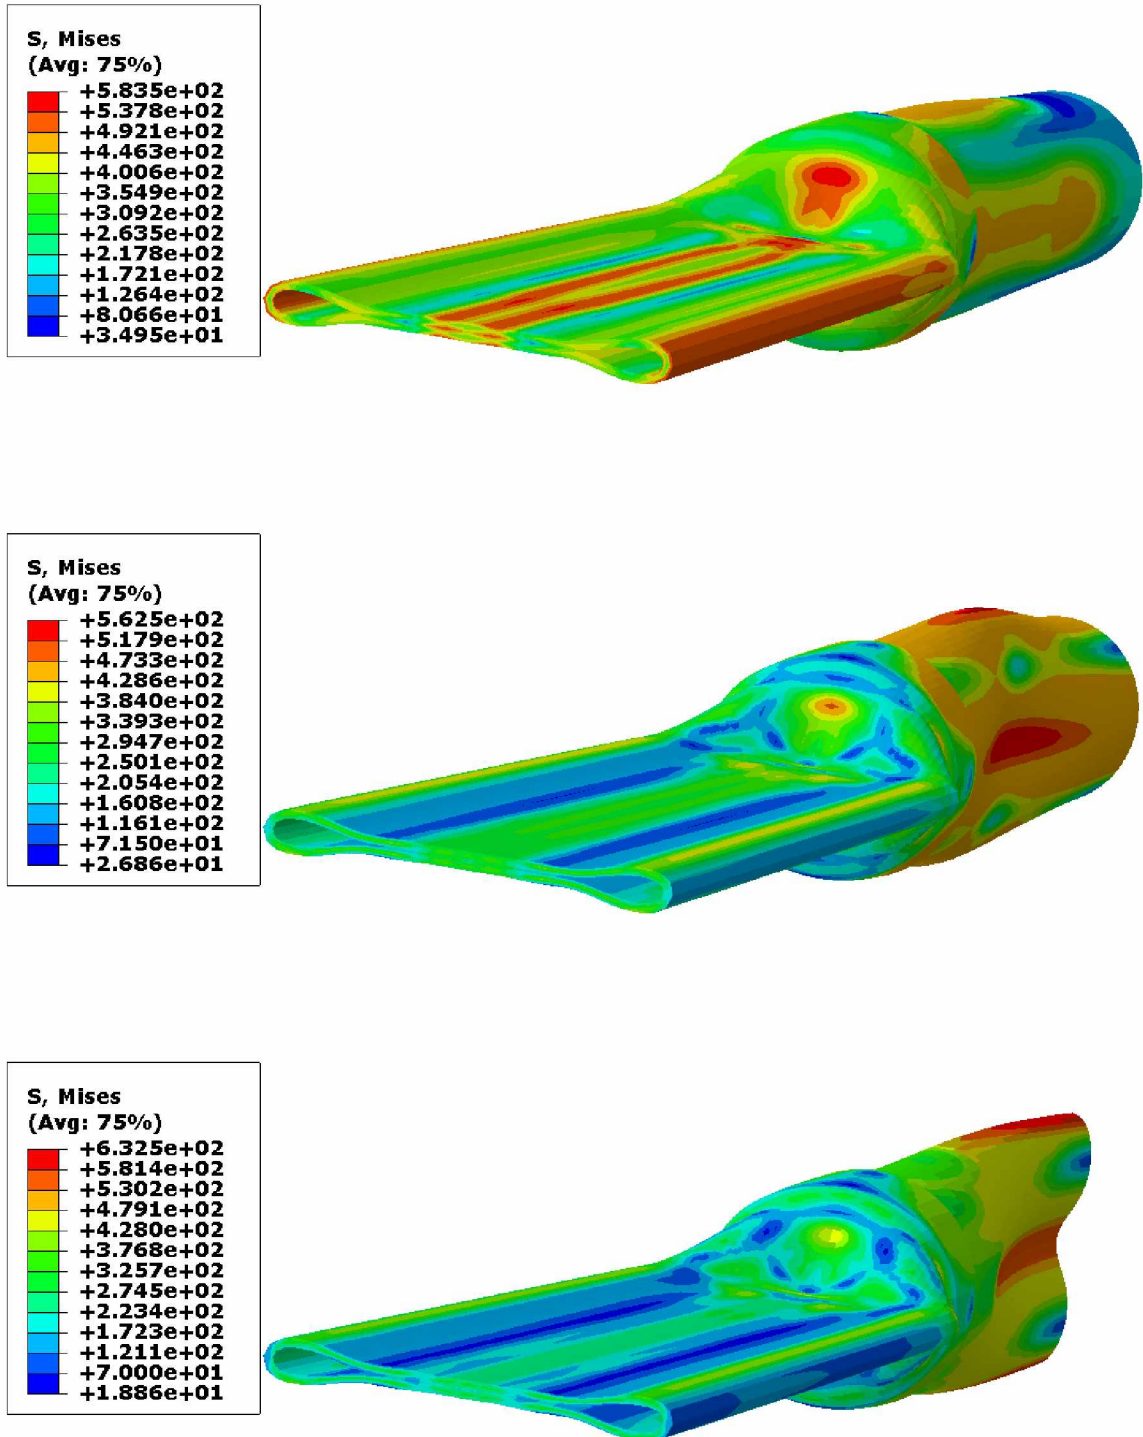 S, Mises
(Avg: 75%)
+5.835e+02
+5.378e+02
+4.921e+02
+4.463e+02
+4.006e+02
+3.549e+02
+3.092e+02
+2.635e+02
+2.178e+02
+1.721e+02
+1.264e+02
+8.066e+01
+3.495e+01
S, Mises
(Avg: 75%)
+5.625e+02
+5.179e+02
+4.733e+02
+4.286e+02
+3.840e+02
+3.393e+02
+2.947e+02
+2.501e+02
+2.054e+02
+1.608e+02
+1.161e+02
+7.150e+01
+2.686e+01
S, Mises
(Avg: 75%)
+6.325e+02
+5.814e+02
+5.302e+02
+4.791e+02
+4.280e+02
+3.768e+02
+3.257e+02
+2.745e+02
+2.234e+02
+1.723e+02
+1.211e+02
+7.000e+01
+1.886e+01